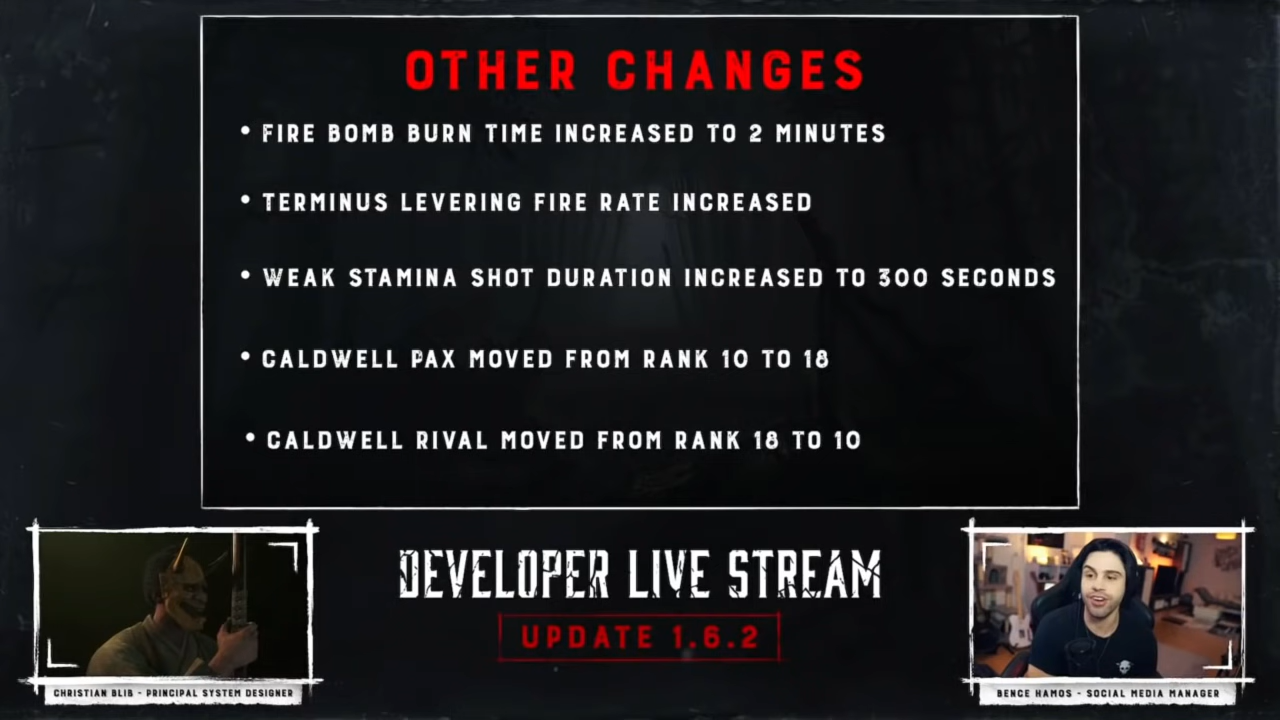 OTHER CHANGES
• FIRE BOMB BURN TIME INCREASED TO 2 MINUTES
• TERMINUS LEVERING FIRE RATE INCREASED
• WEAK STAMINA SHOT DURATION INCREASED TO 300 SECONDS
• CALDWELL PAX MOVED FROM RANK 10 TO 18
• CALDWELL RIVAL MOVED FROM RANK 18 TO 10
DEVELOPER LIVE STREAM
UPDATE 1.6.2
CHRISTIAN BLIB - PRINCIPAL SYSTEM DESIGNER
BENCE HAMOS - SOCIAL MEDIA MANAGER